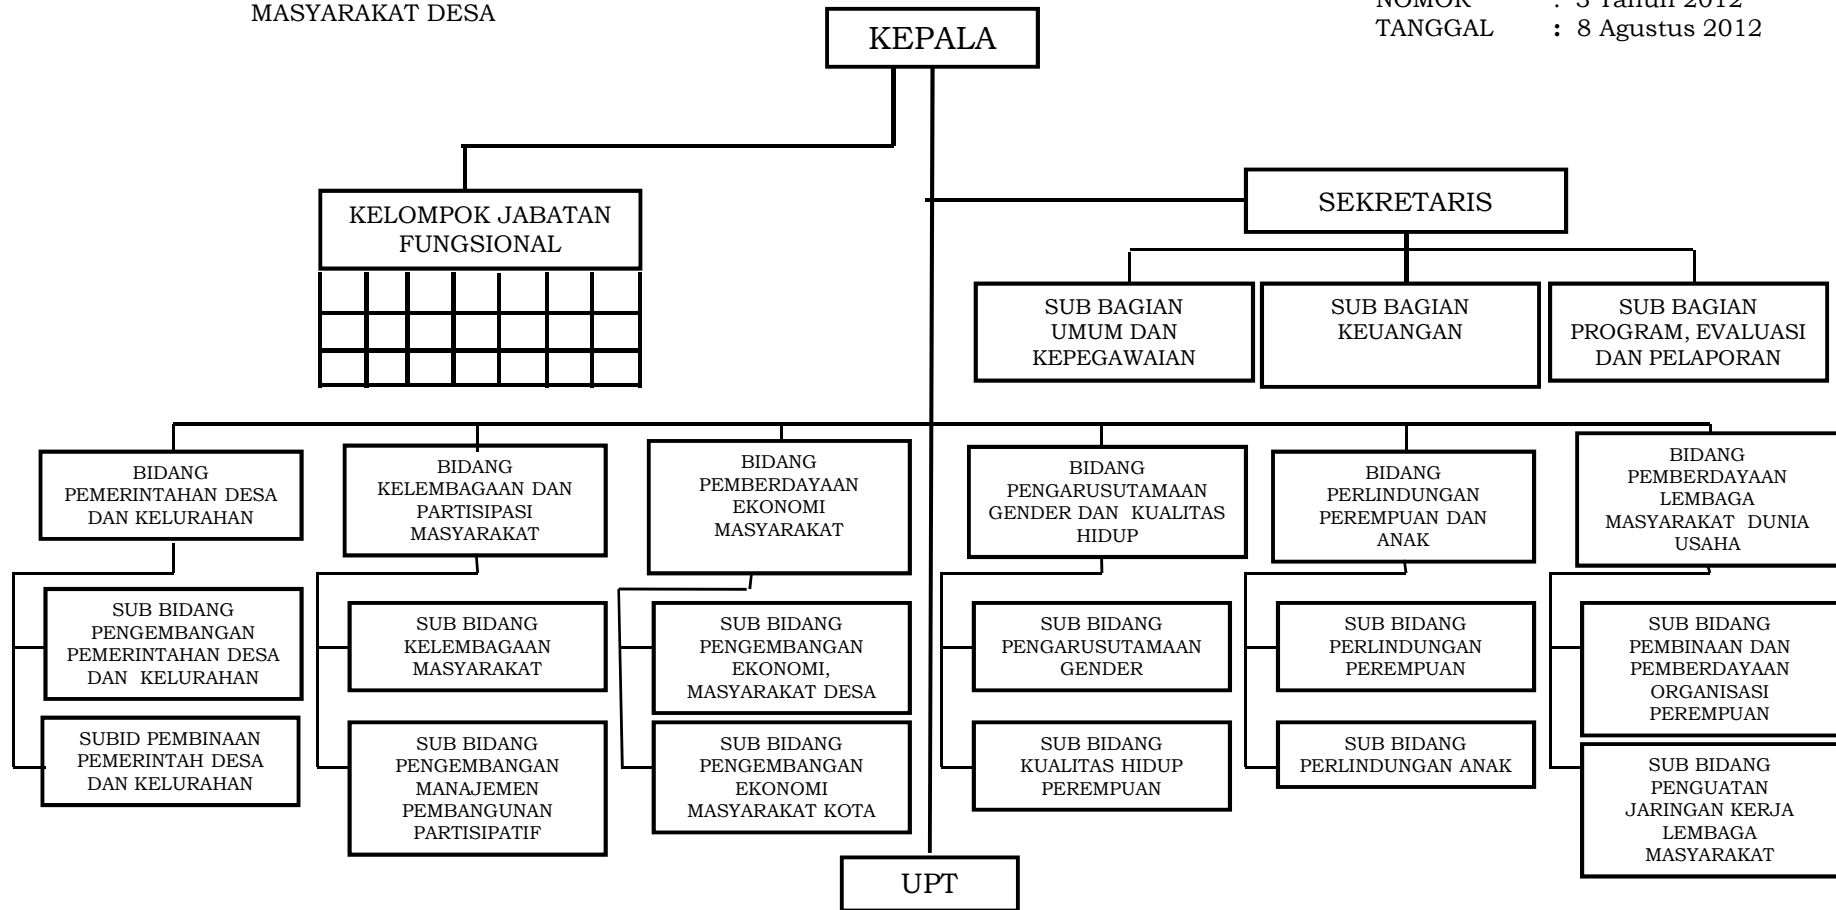 MASYARAKAT DESA
NOMOR : 3 Tahun 2012
TANGGAL : 8 Agustus 2012
KEPALA
KELOMPOK JABATAN
FUNGSIONAL
SEKRETARIS
SUB BAGIAN
UMUM DAN
KEPEGAWAIAN
SUB BAGIAN
KEUANGAN
SUB BAGIAN
PROGRAM, EVALUASI
DAN PELAPORAN
BIDANG
PEMERINTAHAN DESA
DAN KELURAHAN
BIDANG
KELEMBAGAAN DAN
PARTISIPASI
MASYARAKAT
BIDANG
PEMBERDAYAAN
EKONOMI
MASYARAKAT
BIDANG
PENGARUSUTAMAAN
GENDER DAN KUALITAS
HIDUP
BIDANG
PERLINDUNGAN
PEREMPUAN DAN
ANAK
BIDANG
PEMBERDAYAAN
LEMBAGA
MASYARAKAT DUNIA
USAHA
SUB BIDANG
PENGEMBANGAN
PEMERINTAHAN DESA
DAN KELURAHAN
SUB BIDANG
KELEMBAGAAN
MASYARAKAT
SUB BIDANG
PENGEMBANGAN
EKONOMI,
MASYARAKAT DESA
SUB BIDANG
PENGARUSUTAMAAN
GENDER
SUB BIDANG
PERLINDUNGAN
PEREMPUAN
SUB BIDANG
PEMBINAAN DAN
PEMBERDAYAAN
ORGANISASI
PEREMPUAN
SUBID PEMBINAAN
PEMERINTAH DESA
DAN KELURAHAN
SUB BIDANG
PENGEMBANGAN
MANAJEMEN
PEMBANGUNAN
PARTISIPATIF
SUB BIDANG
PENGEMBANGAN
EKONOMI
MASYARAKAT KOTA
SUB BIDANG
KUALITAS HIDUP
PEREMPUAN
SUB BIDANG
PERLINDUNGAN ANAK
SUB BIDANG
PENGUATAN
JARINGAN KERJA
LEMBAGA
MASYARAKAT
UPT